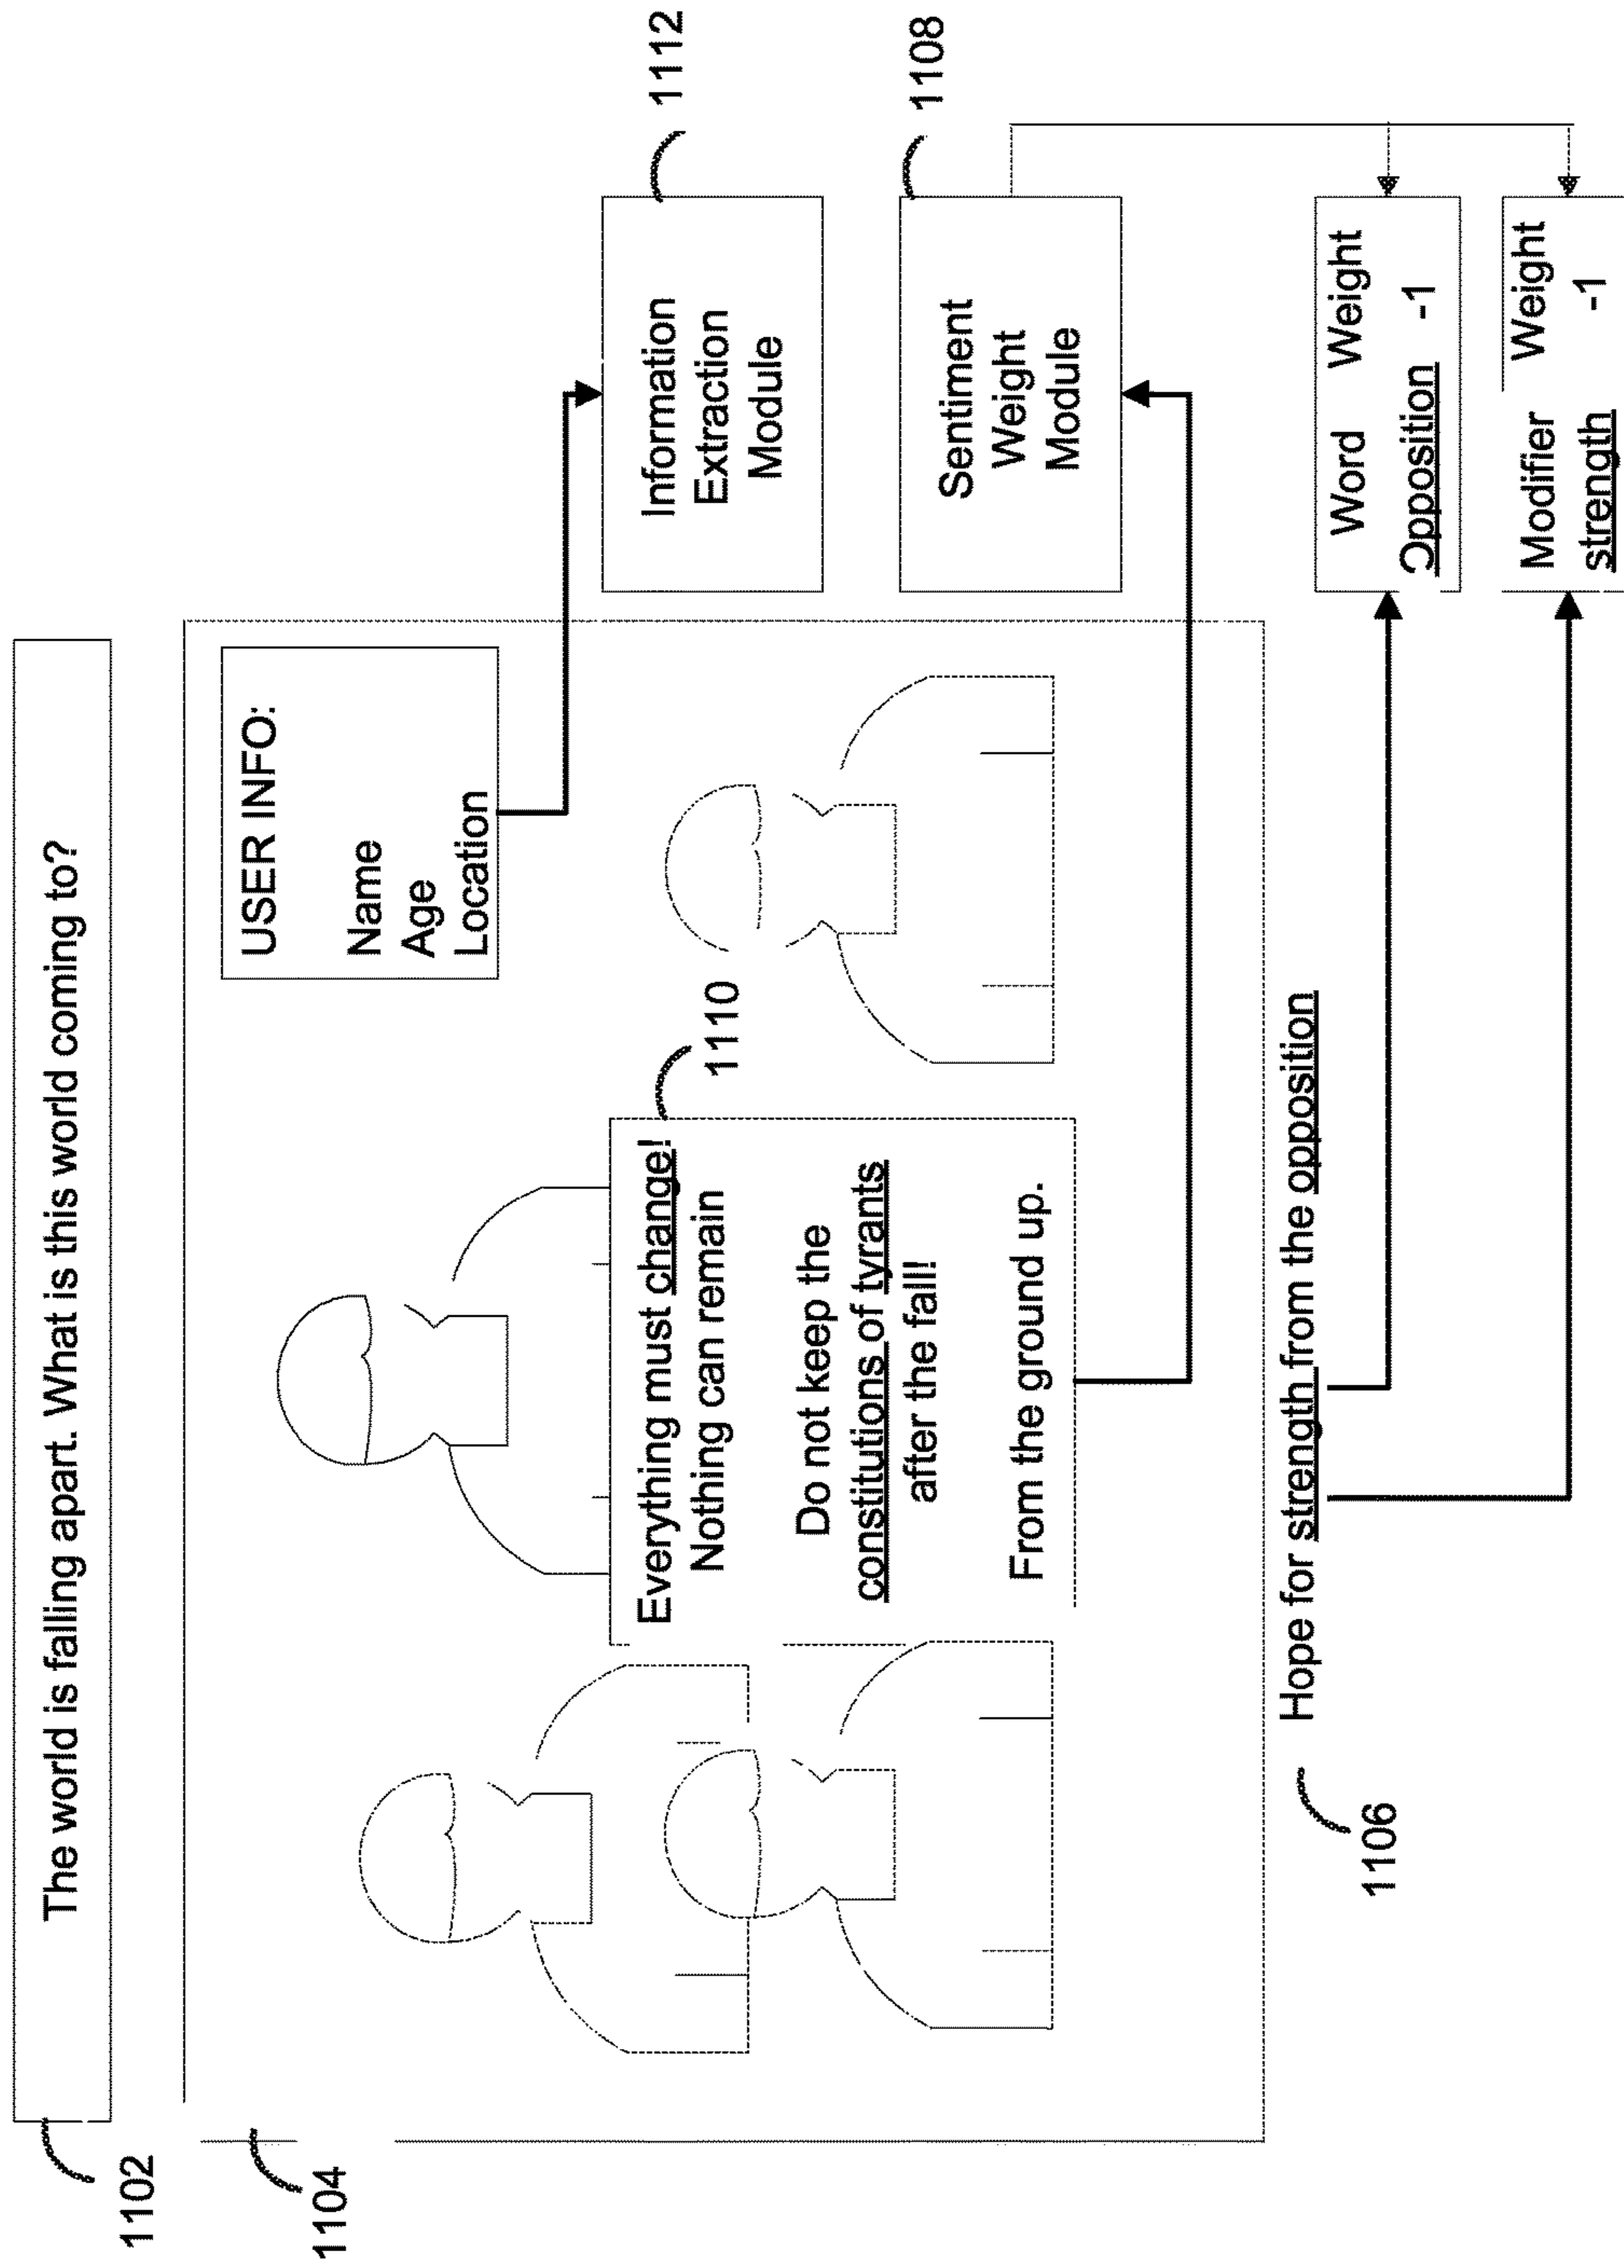 The world is falling apart. What is this world coming to?
1102
1104
USER INFO:
Name
Age
Location
1110
Everything must change!
Nothing can remain
Do not keep the
constitutions of tyrants
after the fall!
From the ground up.
Information
Extraction
Module
1112
Sentiment
Weight
Module
1108
1106
Hope for strength from the opposition
Word Weight
Opposition -1
Modifier Weight
strength -1